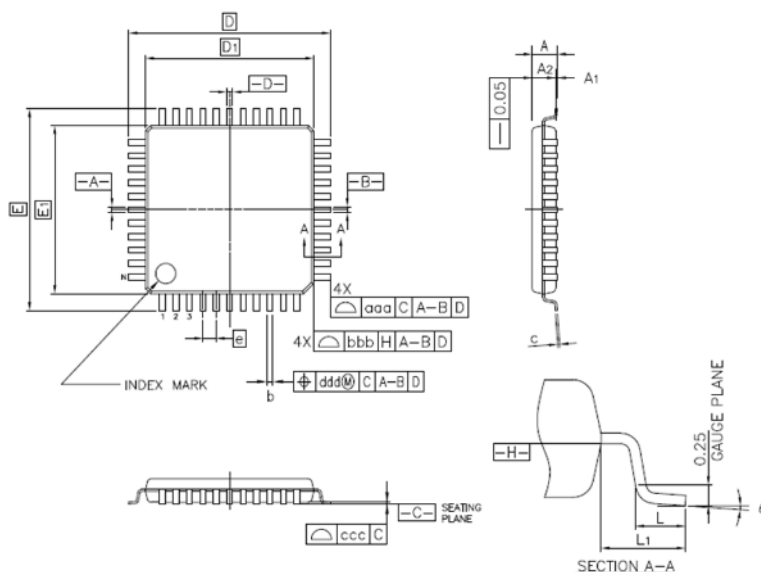 D
D1
-D-
A
A2
A1
— 0.05
E
E1
-A-
-B-
A A
N
1 2 3
e
b
4X
aaa C A-B D
4X bbb H A-B D
ddd Ⓜ C A-B D
INDEX MARK
c
-H-
0.25
GAUGE PLANE
-C- SEATING
PLANE
ccc C
L
L1
SECTION A-A